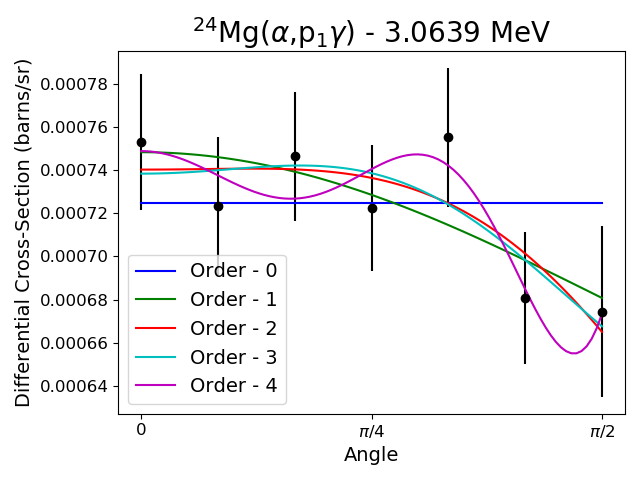 ²⁴Mg(α,p₁γ) - 3.0639 MeV
Differential Cross-Section (barns/sr)
0.00078
0.00076
0.00074
0.00072
0.00070
0.00068
0.00066
0.00064
Order - 0
Order - 1
Order - 2
Order - 3
Order - 4
0
π/4
π/2
Angle